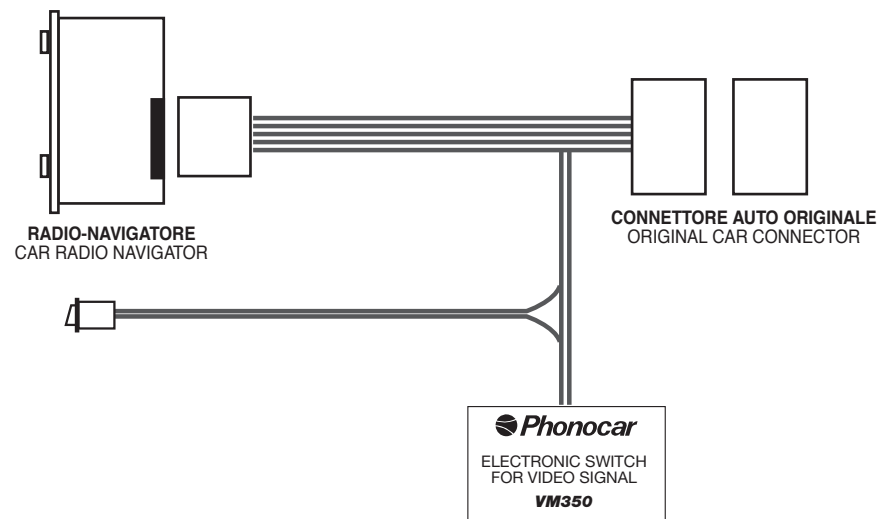 RADIO-NAVIGATORE
CAR RADIO NAVIGATOR
CONNETTORE AUTO ORIGINALE
ORIGINAL CAR CONNECTOR
Phonocar
ELECTRONIC SWITCH
FOR VIDEO SIGNAL
VM350